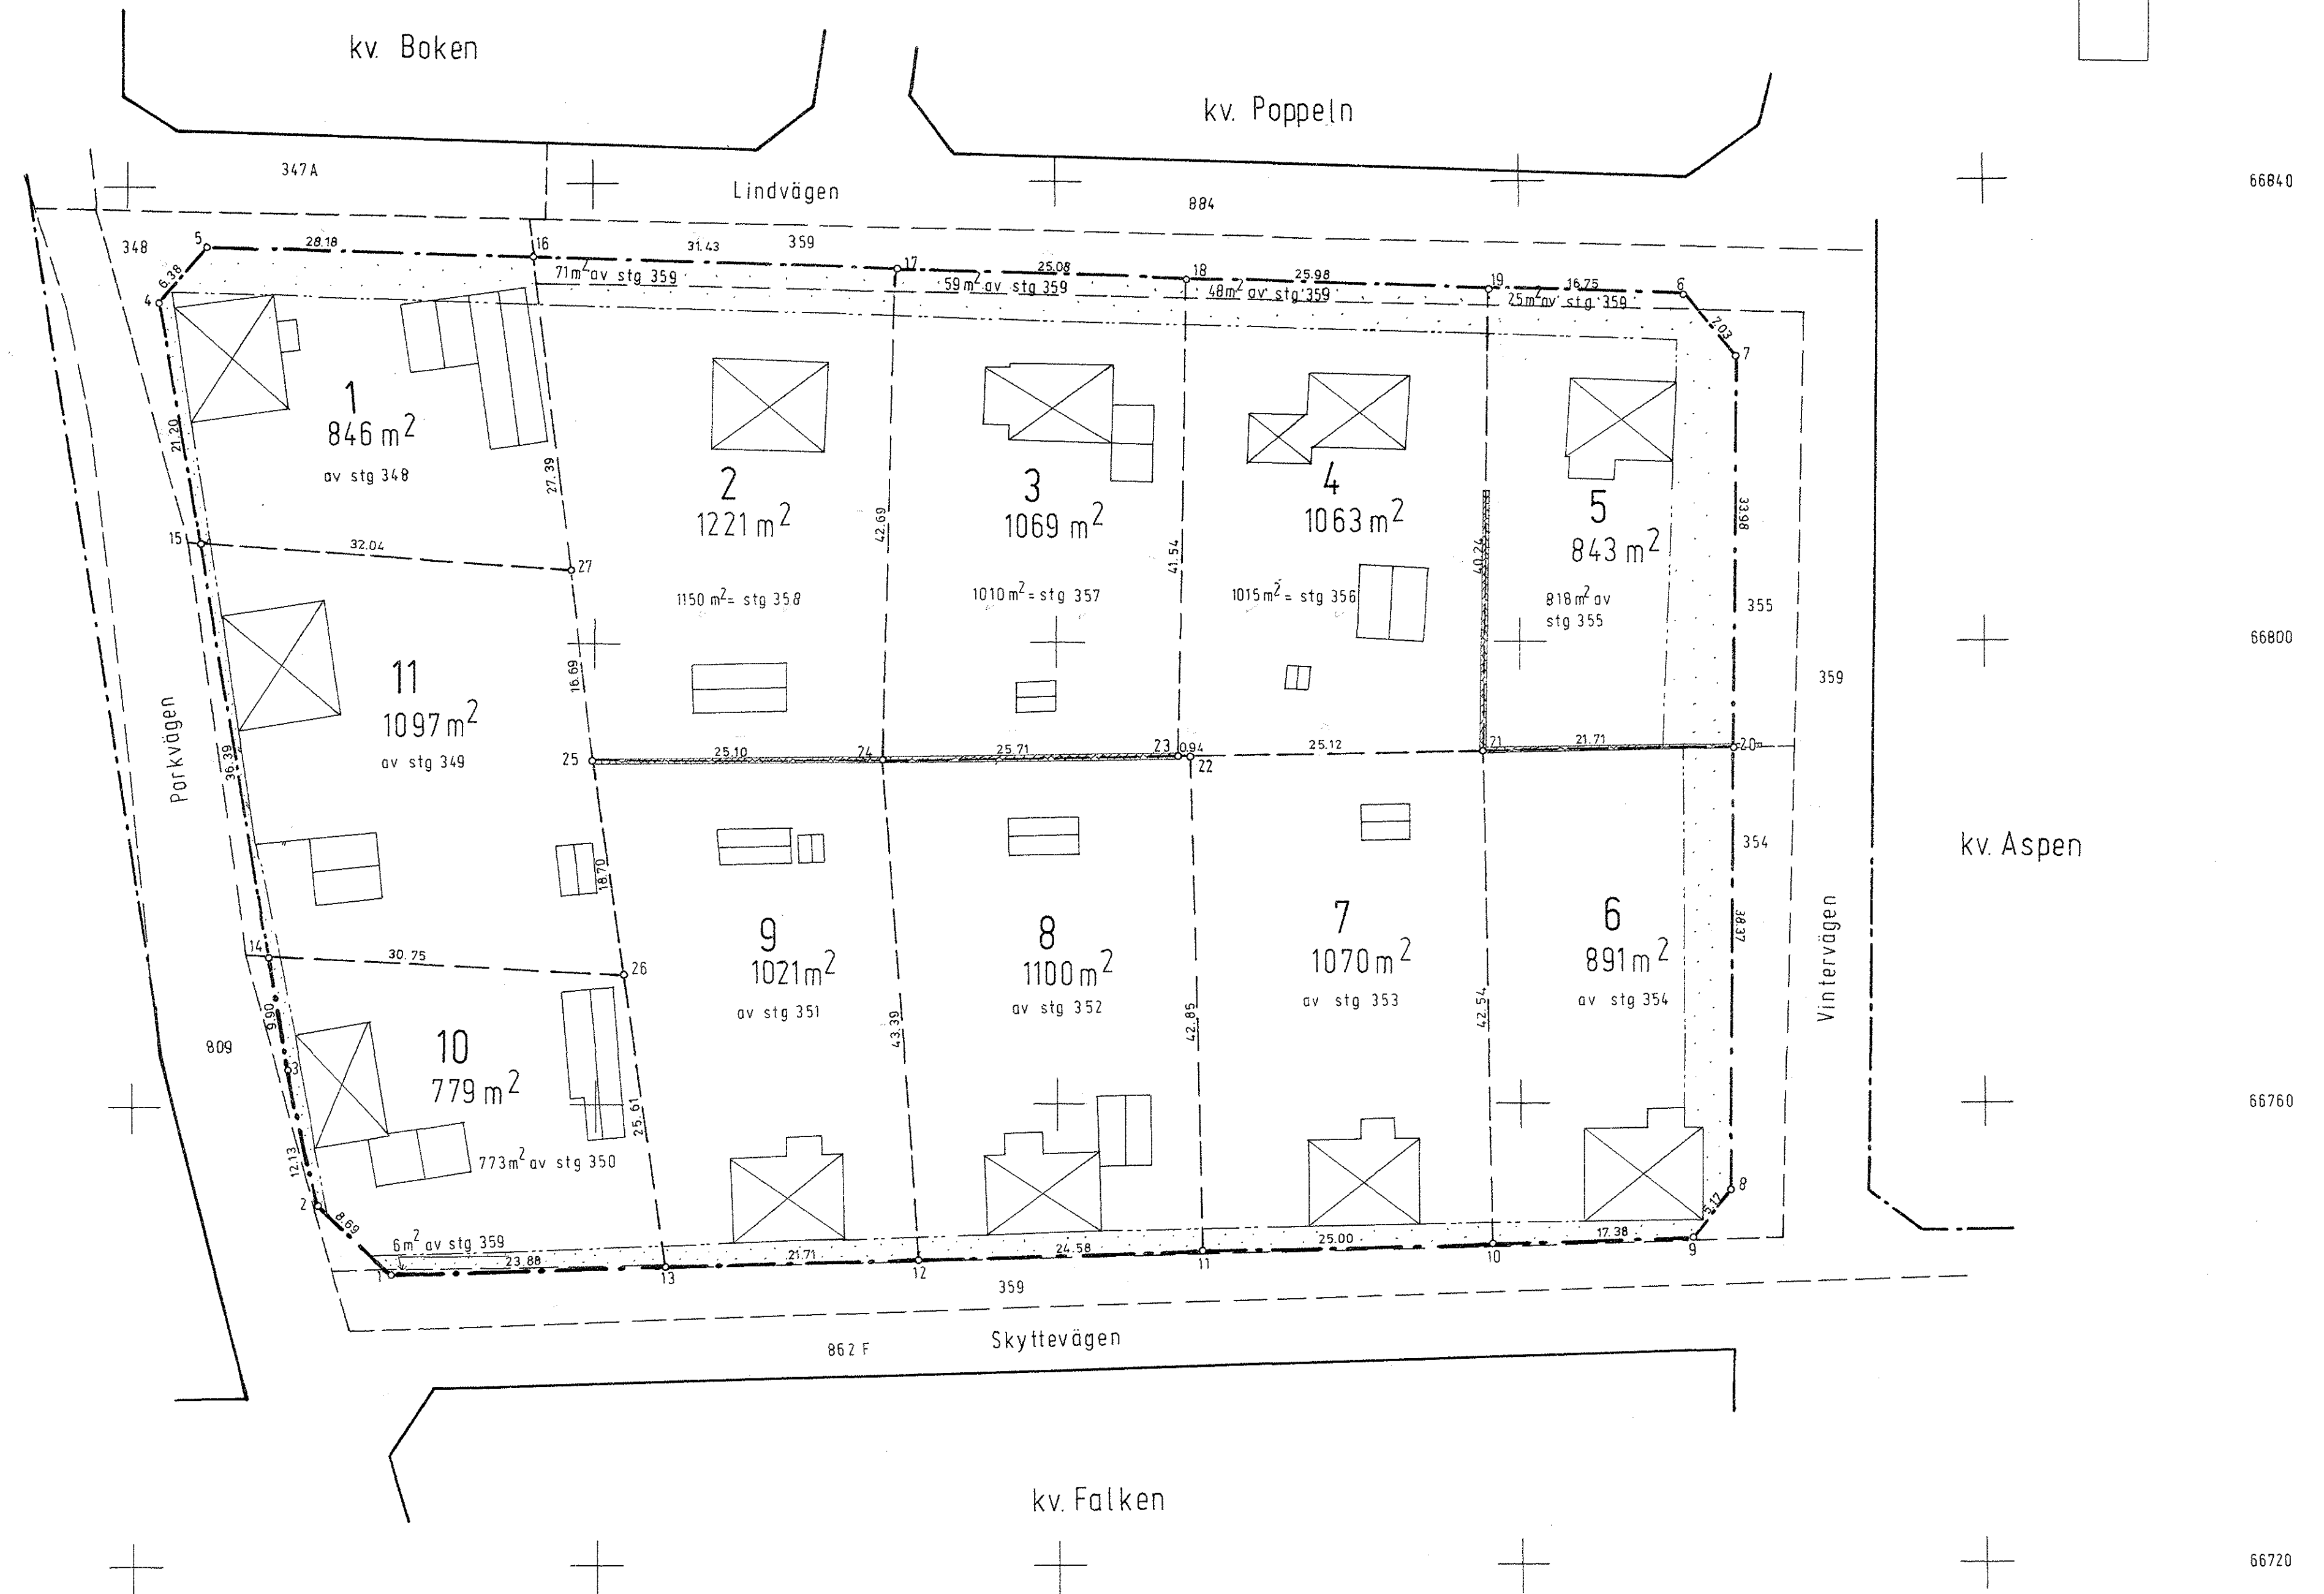 kv. Boken
kv. Poppeln
347A
Lindvägen
884
66840
348
5
28.18
16
31.43
359
17
25.08
18
25.98
19
16.75
6
6.38
4
71m² av stg 359
59m² av stg 359
48m² av stg 359
25m² av stg 359
7.03
7
1
846 m²
av stg 348
21.20
27.39
2
1221 m²
1150 m² = stg 358
42.69
3
1069 m²
1010 m² = stg 357
41.54
4
1063 m²
1015 m² = stg 356
40.24
5
843 m²
818m² av
stg 355
33.98
355
359
66800
15
32.04
27
11
1097 m²
av stg 349
16.69
Parkvägen
36.39
25
25.10
24
25.71
23
0.94
22
25.12
21
21.71
20
354
kv. Aspen
18.70
14
30.75
26
9
1021 m²
av stg 351
43.39
8
1100 m²
av stg 352
42.85
7
1070 m²
av stg 353
42.54
6
891 m²
av stg 354
38.37
Vintervägen
9.90
3
809
10
779 m²
773m² av stg 350
25.61
66760
12.13
2
8.69
6m² av stg 359
1
23.88
13
21.71
12
24.58
11
25.00
10
17.38
9
5.17
8
359
862 F
Skyttevägen
kv. Falken
66720